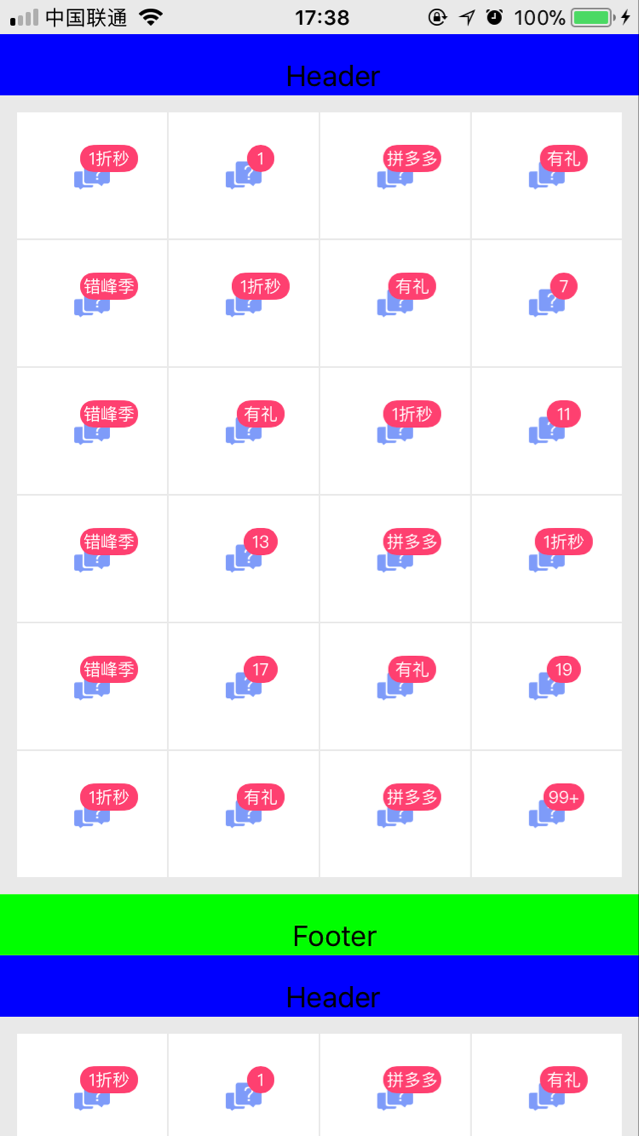 中国联通 17:38 100%
Header
1折秒 1 拼多多 有礼
错峰季 1折秒 有礼 7
错峰季 有礼 1折秒 11
错峰季 13 拼多多 1折秒
错峰季 17 有礼 19
1折秒 有礼 拼多多 99+
Footer
Header
1折秒 1 拼多多 有礼